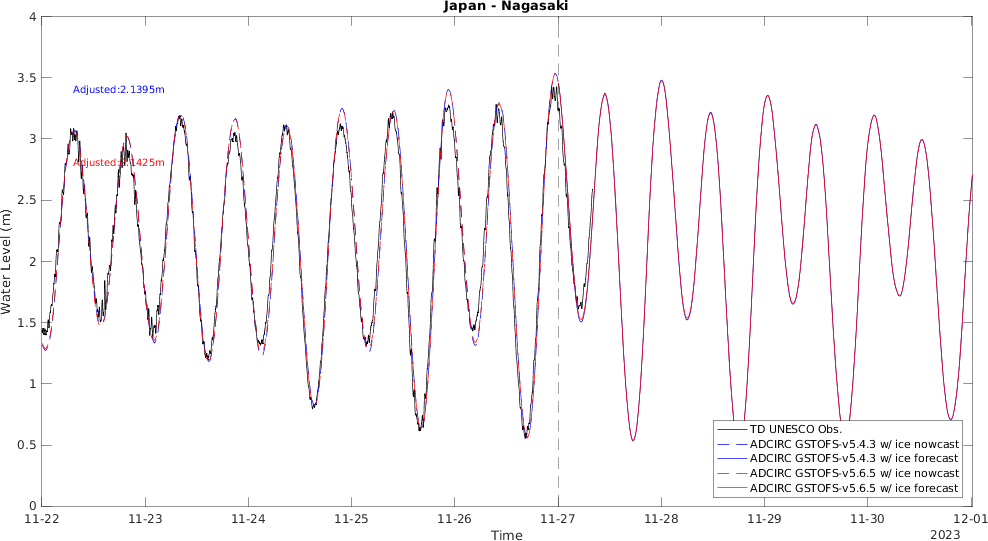 Japan - Nagasaki
4
3.5
3
2.5
2
1.5
1
0.5
0
Water Level (m)
Adjusted:2.1395m
Adjusted:2.1425m
TD UNESCO Obs.
ADCIRC GSTOFS-v5.4.3 w/ ice nowcast
ADCIRC GSTOFS-v5.4.3 w/ ice forecast
ADCIRC GSTOFS-v5.6.5 w/ ice nowcast
ADCIRC GSTOFS-v5.6.5 w/ ice forecast
11-22 11-23 11-24 11-25 11-26 11-27 11-28 11-29 11-30 12-01
Time
2023